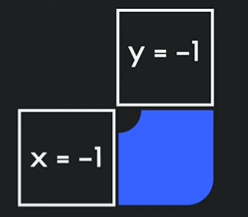 y = −1
x = −1